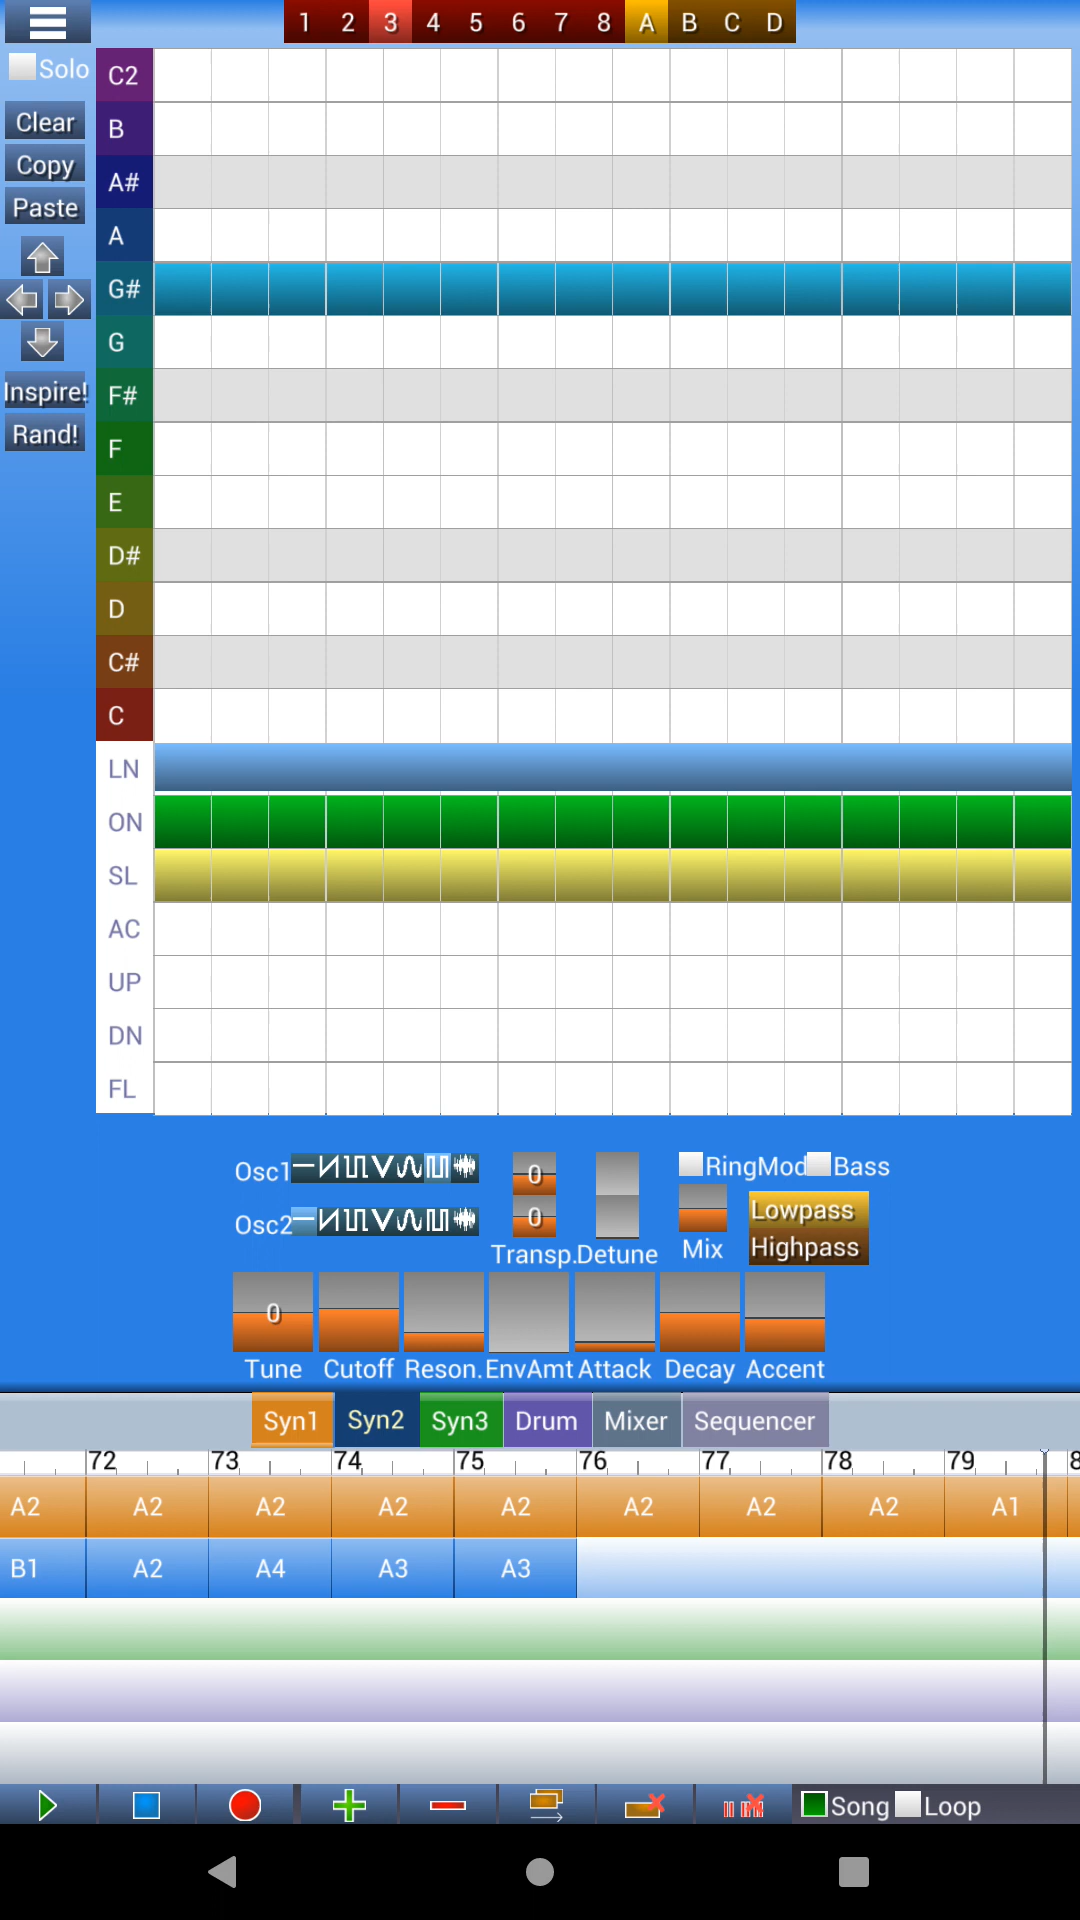 1 2 3 4 5 6 7 8 A B C D
Solo
Clear
Copy
Paste
Inspire!
Rand!
C2
B
A#
A
G#
G
F#
F
E
D#
D
C#
C
LN
ON
SL
AC
UP
DN
FL
Osc1 0 RingMod Bass
Osc2 0 Lowpass
Transp. Detune Mix Highpass
0
Tune Cutoff Reson. EnvAmt Attack Decay Accent
Syn1 Syn2 Syn3 Drum Mixer Sequencer
72 73 74 75 76 77 78 79 8
A2 A2 A2 A2 A2 A2 A2 A2 A1
B1 A2 A4 A3 A3
Song Loop